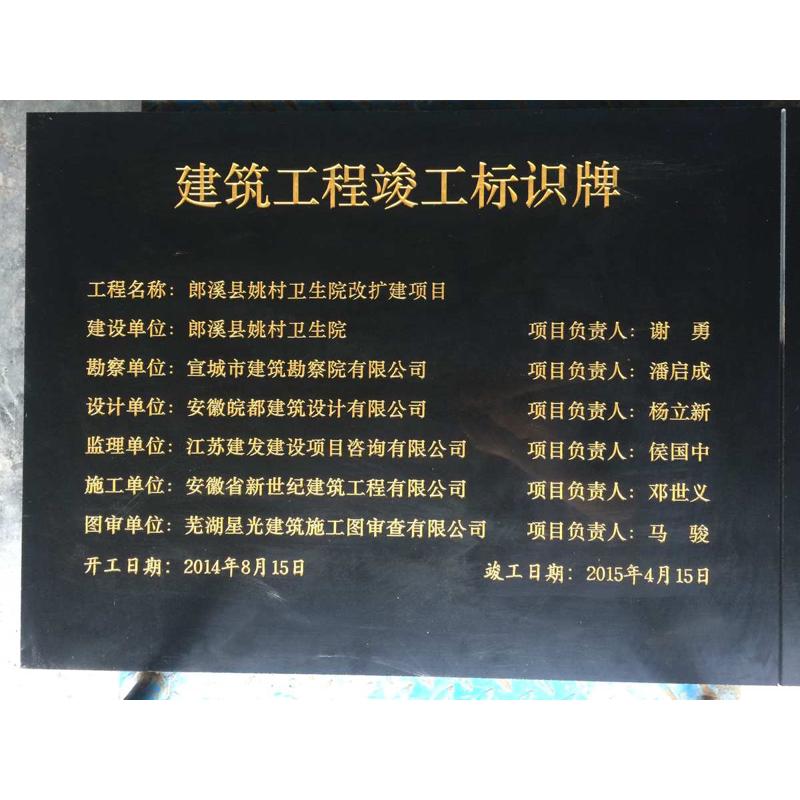 建筑工程竣工标识牌
工程名称：郎溪县姚村卫生院改扩建项目
建设单位：郎溪县姚村卫生院 项目负责人：谢 勇
勘察单位：宣城市建筑勘察院有限公司 项目负责人：潘启成
设计单位：安徽皖都建筑设计有限公司 项目负责人：杨立新
监理单位：江苏建发建设项目咨询有限公司 项目负责人：侯国中
施工单位：安徽省新世纪建筑工程有限公司 项目负责人：邓世义
图审单位：芜湖星光建筑施工图审查有限公司 项目负责人：马 骏
开工日期：2014年8月15日 竣工日期：2015年4月15日